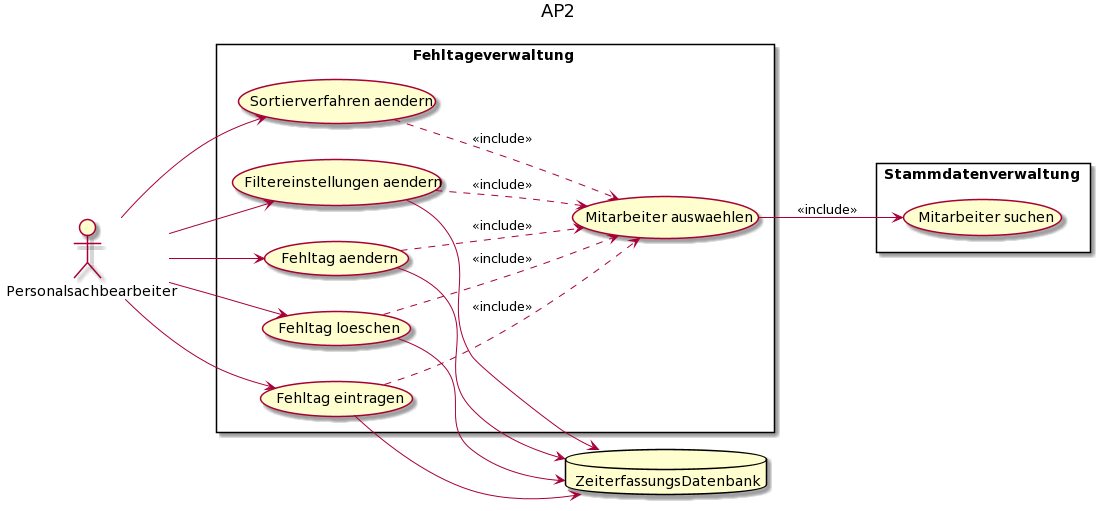 AP2
Fehltageverwaltung
Sortierverfahren aendern
«include»
Stammdatenverwaltung
Filtereinstellungen aendern
«include»
Mitarbeiter auswaehlen
«include»
Mitarbeiter suchen
«include»
Fehltag aendern
«include»
Personalsachbearbeiter
«include»
Fehltag loeschen
Fehltag eintragen
ZeiterfassungsDatenbank